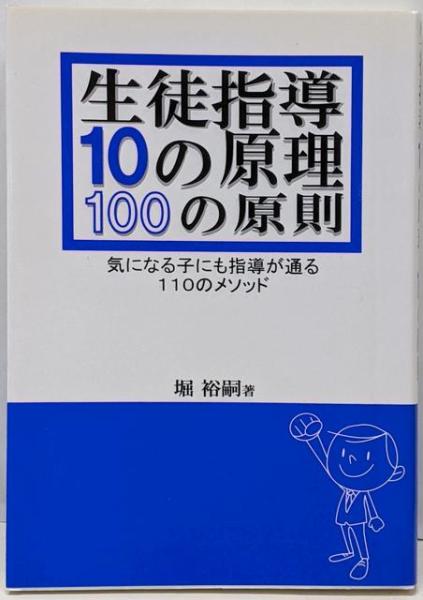 生徒指導
10の原理
100の原則
気になる子にも指導が通る
110のメソッド
堀 裕嗣著